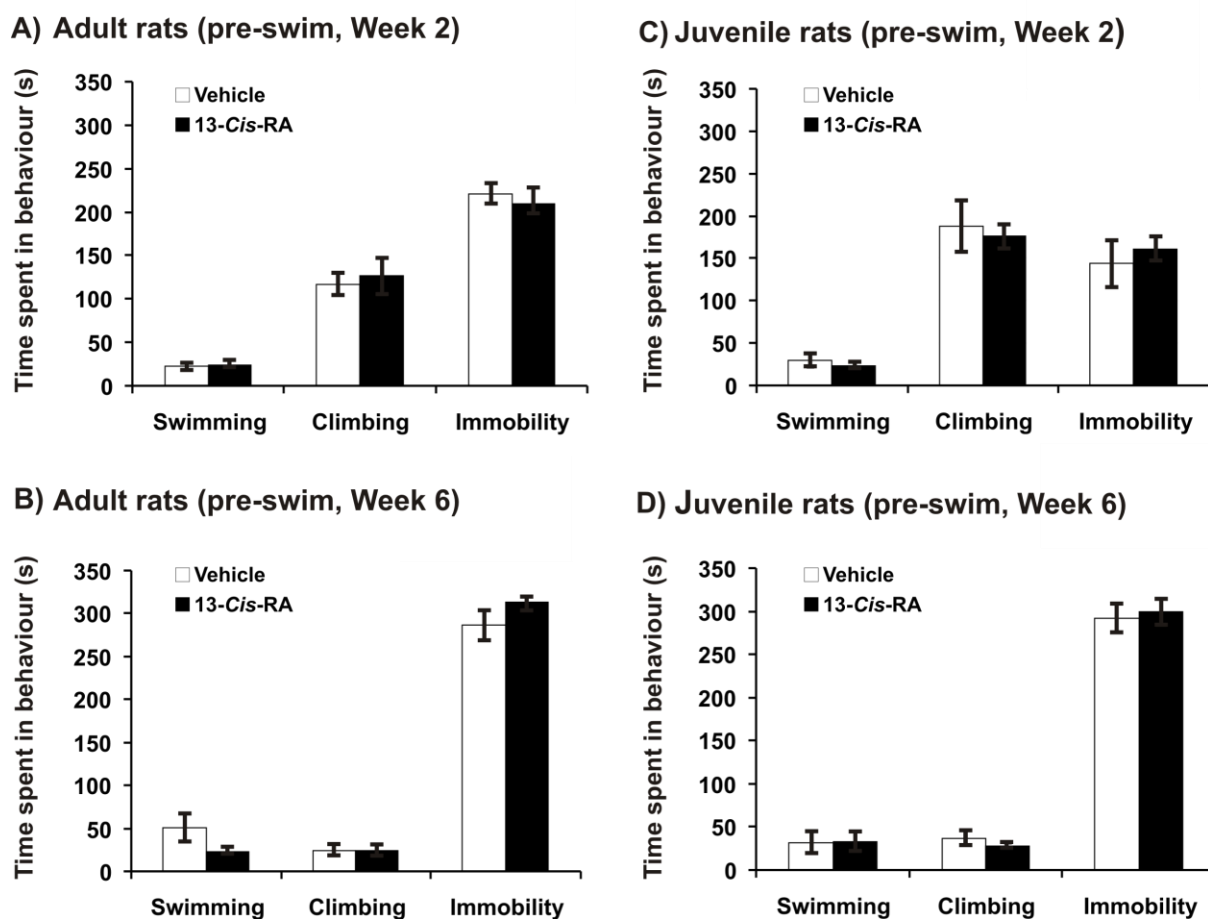 A) Adult rats (pre-swim, Week 2)
Time spent in behaviour (s)
350
300
250
200
150
100
50
0
Vehicle
13-Cis-RA
Swimming Climbing Immobility
C) Juvenile rats (pre-swim, Week 2)
Time spent in behaviour (s)
350
300
250
200
150
100
50
0
Vehicle
13-Cis-RA
Swimming Climbing Immobility
B) Adult rats (pre-swim, Week 6)
Time spent in behaviour (s)
350
300
250
200
150
100
50
0
Vehicle
13-Cis-RA
Swimming Climbing Immobility
D) Juvenile rats (pre-swim, Week 6)
Time spent in behaviour (s)
350
300
250
200
150
100
50
0
Vehicle
13-Cis-RA
Swimming Climbing Immobility